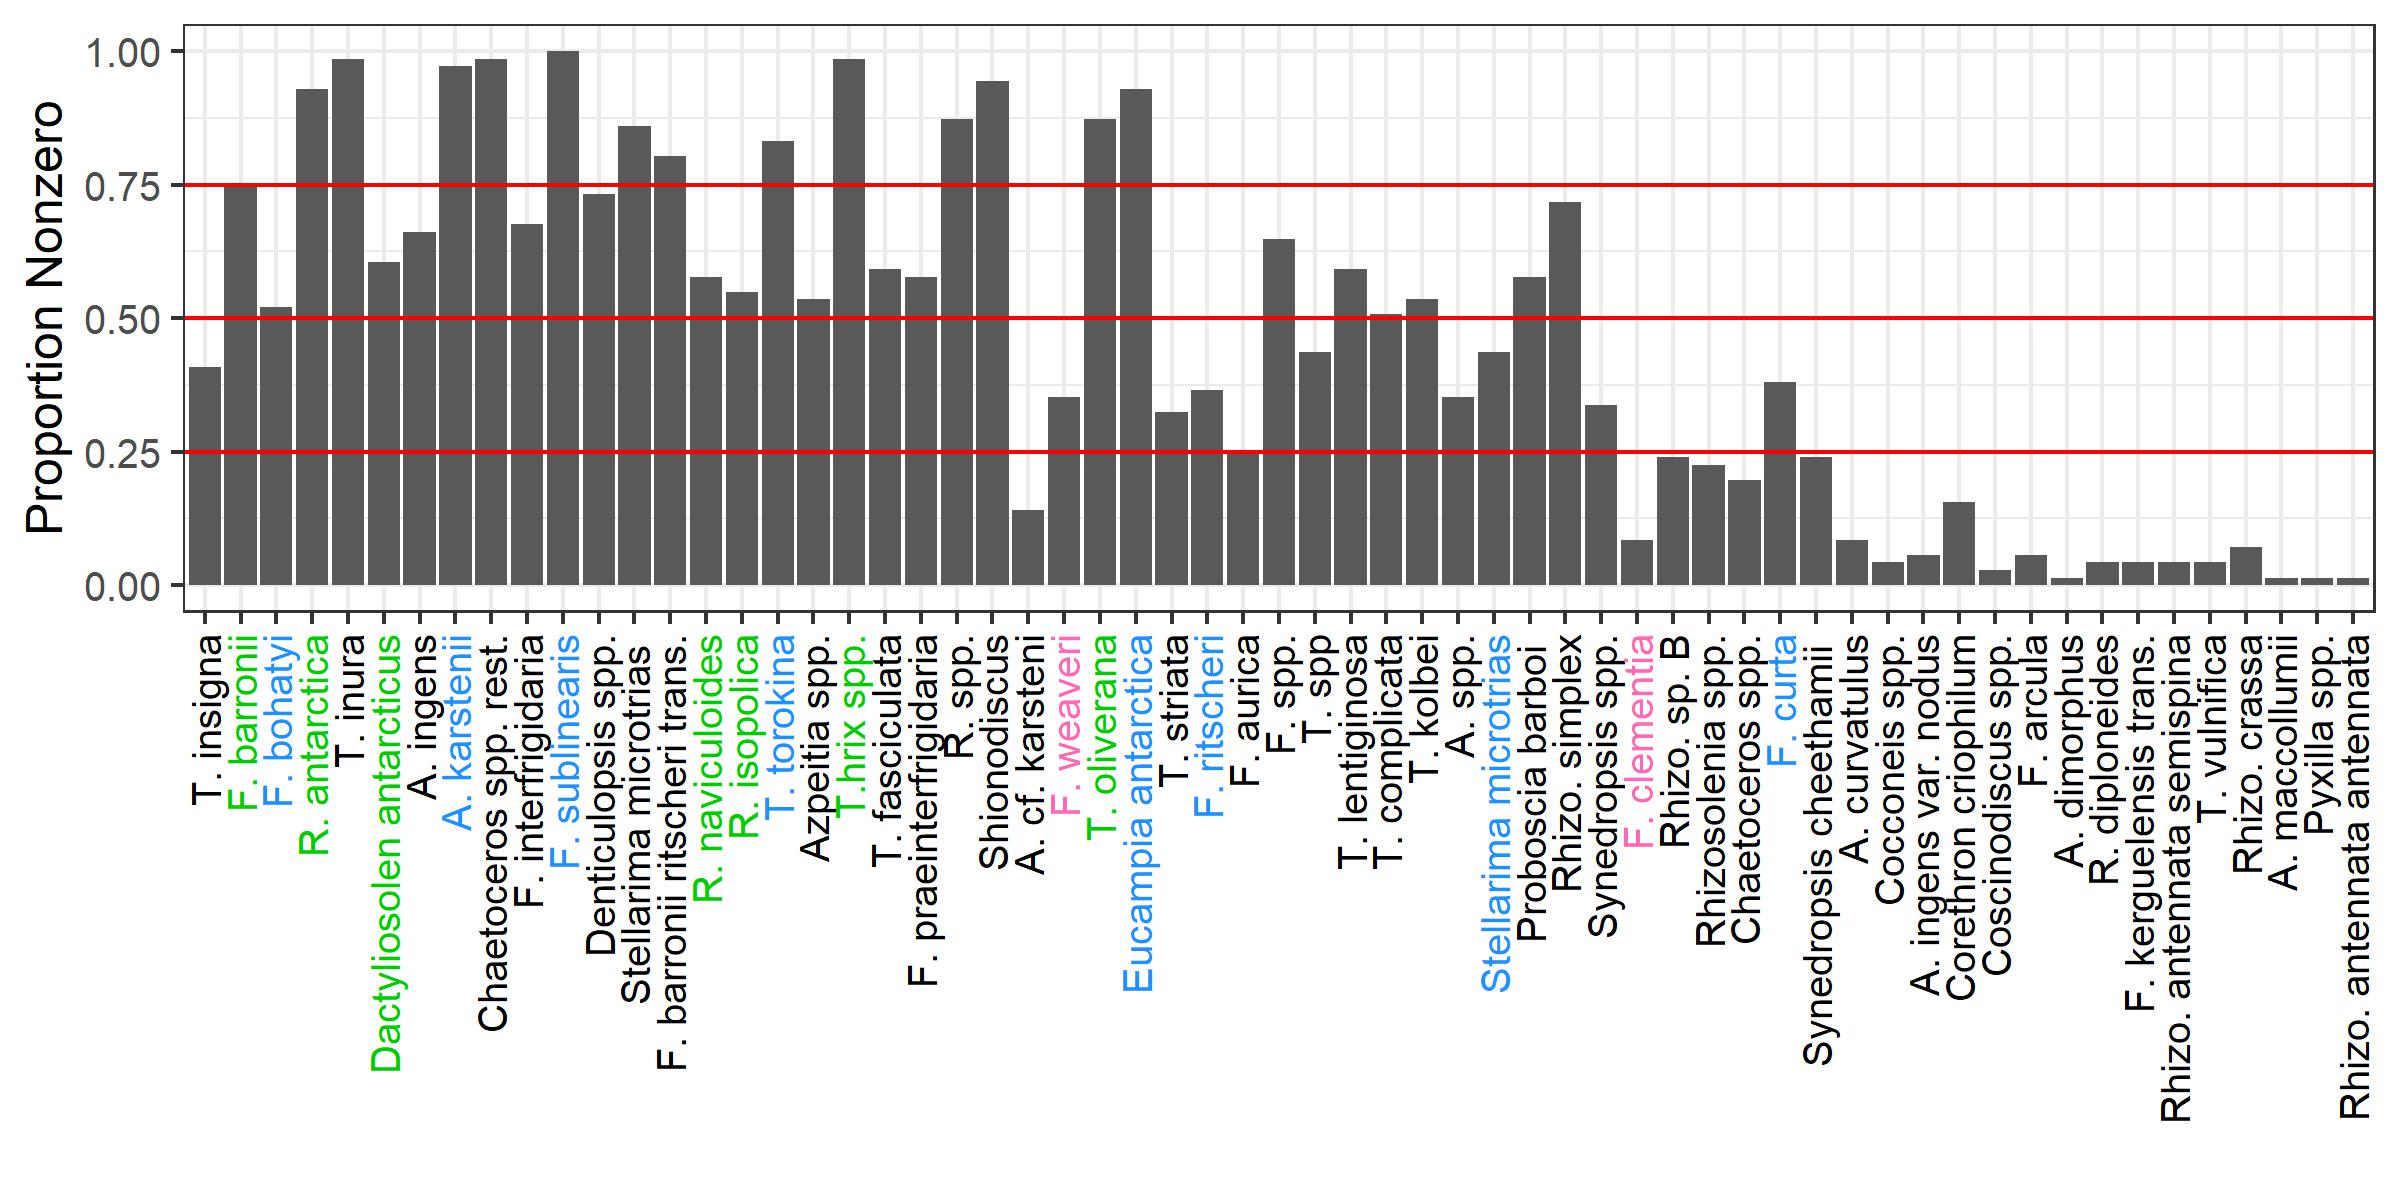 Proportion Nonzero
1.00
0.75
0.50
0.25
0.00
T. insigna
F. barronii
F. bohatyi
R. antarctica
T. inura
Dactyliosolen antarcticus
A. ingens
A. karstenii
Chaetoceros spp. rest.
F. interfrigidaria
F. sublinearis
Denticulopsis spp.
Stellarima microtrias
F. barronii ritscheri trans.
R. naviculoides
R. isopolica
T. torokina
Azpeitia spp.
T.hrix spp.
T. fasciculata
F. praeinterfrigidaria
R. spp.
Shionodiscus
A. cf. karsteni
F. weaveri
T. oliverana
Eucampia antarctica
T. striata
F. ritscheri
F. aurica
F. spp.
T. spp
T. lentiginosa
T. complicata
T. kolbei
A. spp.
Stellarima microtrias
Proboscia barboi
Rhizo. simplex
Synedropsis spp.
F. clementia
Rhizo. sp. B
Rhizosolenia spp.
Chaetoceros spp.
F. curta
Synedropsis cheethamii
A. curvatulus
Cocconeis spp.
A. ingens var. nodus
Corethron criophilum
Coscinodiscus spp.
F. arcula
A. dimorphus
R. diploneides
F. kerguelensis trans.
Rhizo. antennata semispina
T. vulnifica
Rhizo. crassa
A. maccollumii
Pyxilla spp.
Rhizo. antennata antennata